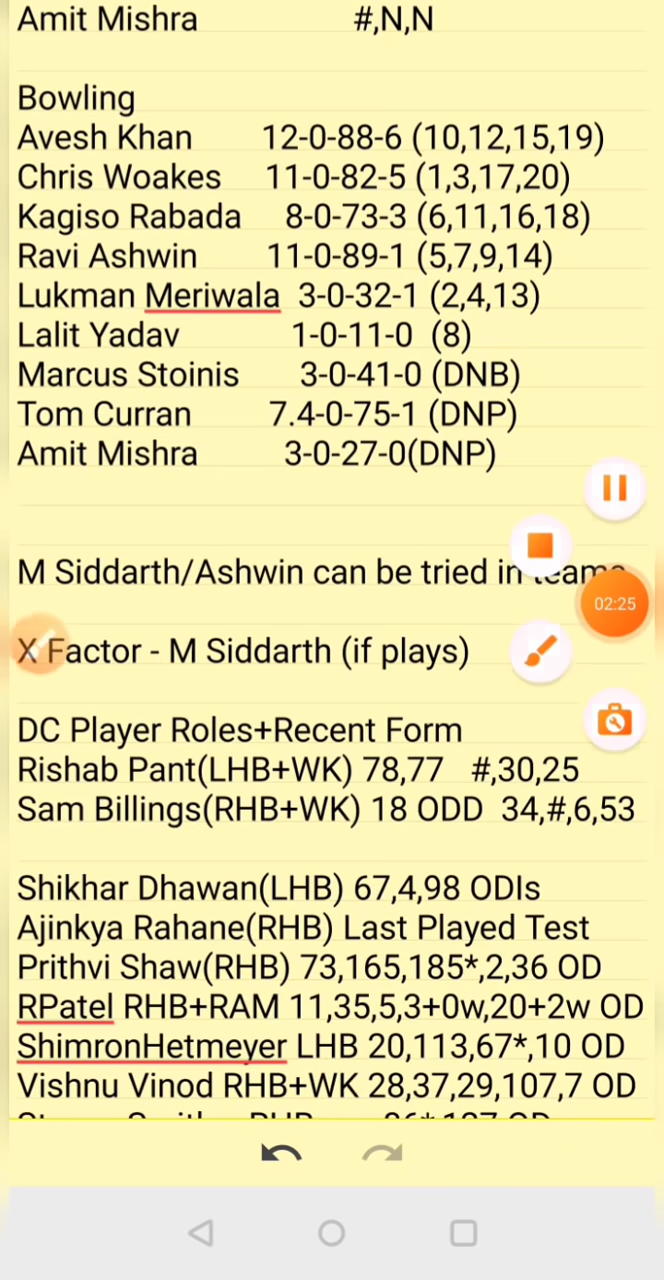 Amit Mishra #,N,N
Bowling
Avesh Khan 12-0-88-6 (10,12,15,19)
Chris Woakes 11-0-82-5 (1,3,17,20)
Kagiso Rabada 8-0-73-3 (6,11,16,18)
Ravi Ashwin 11-0-89-1 (5,7,9,14)
Lukman Meriwala 3-0-32-1 (2,4,13)
Lalit Yadav 1-0-11-0 (8)
Marcus Stoinis 3-0-41-0 (DNB)
Tom Curran 7.4-0-75-1 (DNP)
Amit Mishra 3-0-27-0(DNP)
M Siddarth/Ashwin can be tried in teams
02:25
X Factor - M Siddarth (if plays)
DC Player Roles+Recent Form
Rishab Pant(LHB+WK) 78,77 #,30,25
Sam Billings(RHB+WK) 18 ODD 34,#,6,53
Shikhar Dhawan(LHB) 67,4,98 ODIs
Ajinkya Rahane(RHB) Last Played Test
Prithvi Shaw(RHB) 73,165,185*,2,36 OD
RPatel RHB+RAM 11,35,5,3+0w,20+2w OD
ShimronHetmeyer LHB 20,113,67*,10 OD
Vishnu Vinod RHB+WK 28,37,29,107,7 OD